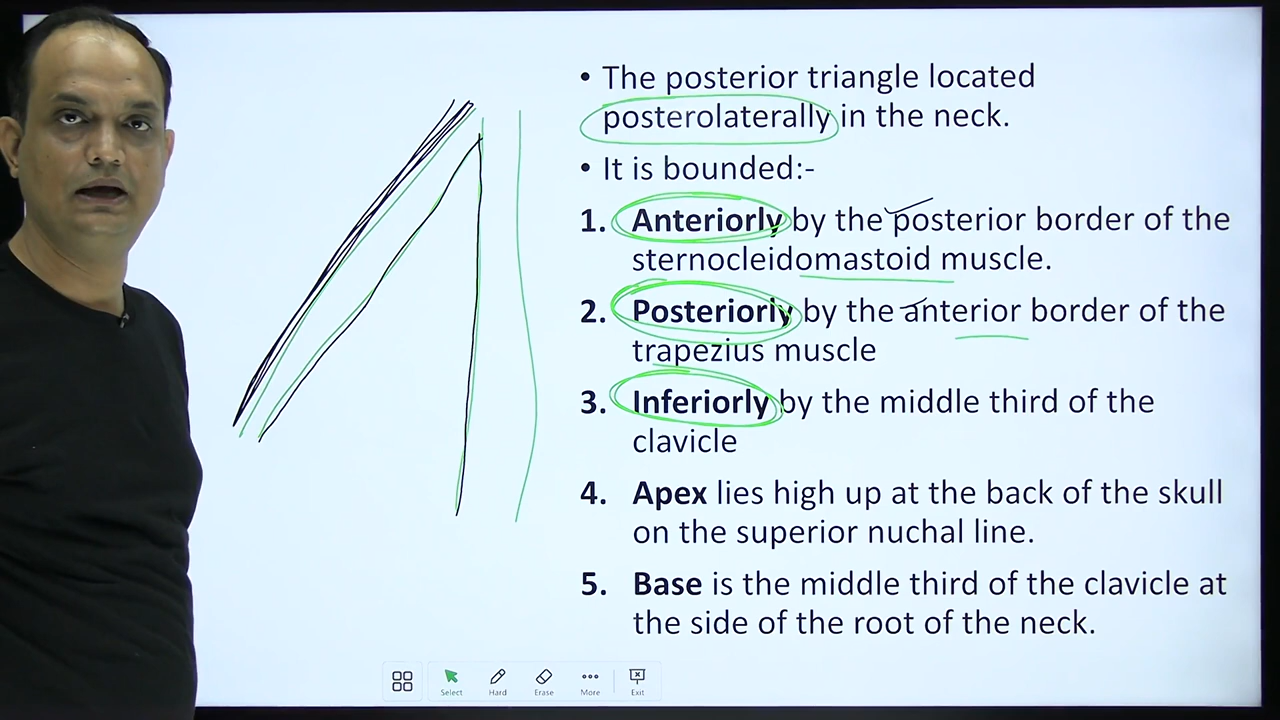 • The posterior triangle located
posterolaterally in the neck.
• It is bounded:-
1. Anteriorly by the posterior border of the
sternocleidomastoid muscle.
2. Posteriorly by the anterior border of the
trapezius muscle
3. Inferiorly by the middle third of the
clavicle
4. Apex lies high up at the back of the skull
on the superior nuchal line.
5. Base is the middle third of the clavicle at
the side of the root of the neck.
Select Hard Erase More Exit